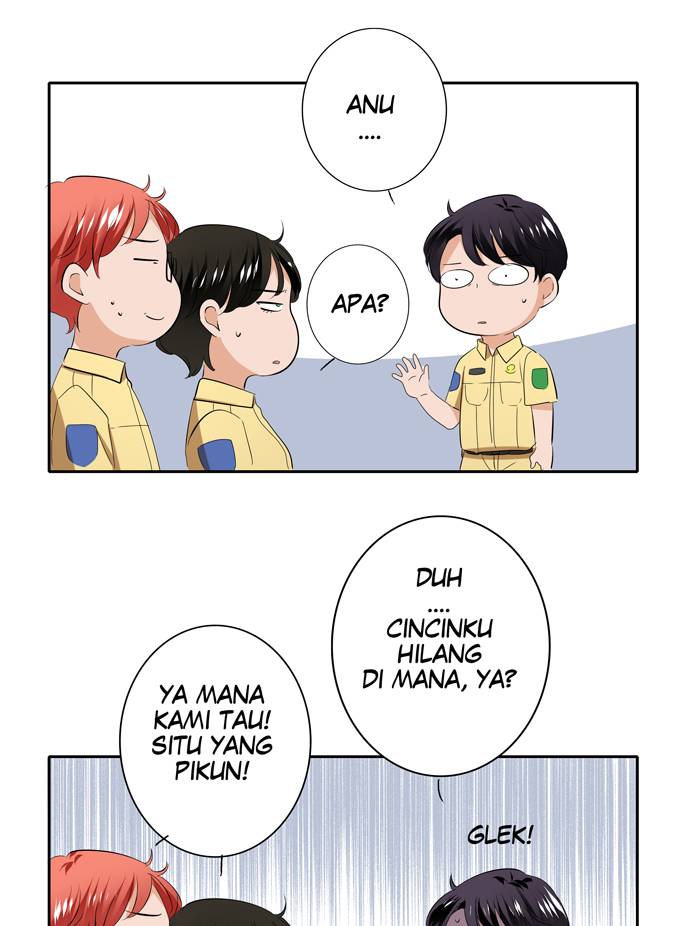 ANU
....
APA?
DUH
....
CINCINKU
HILANG
DI MANA, YA?
YA MANA
KAMI TAU!
SITU YANG
PIKUN!
GLEK!